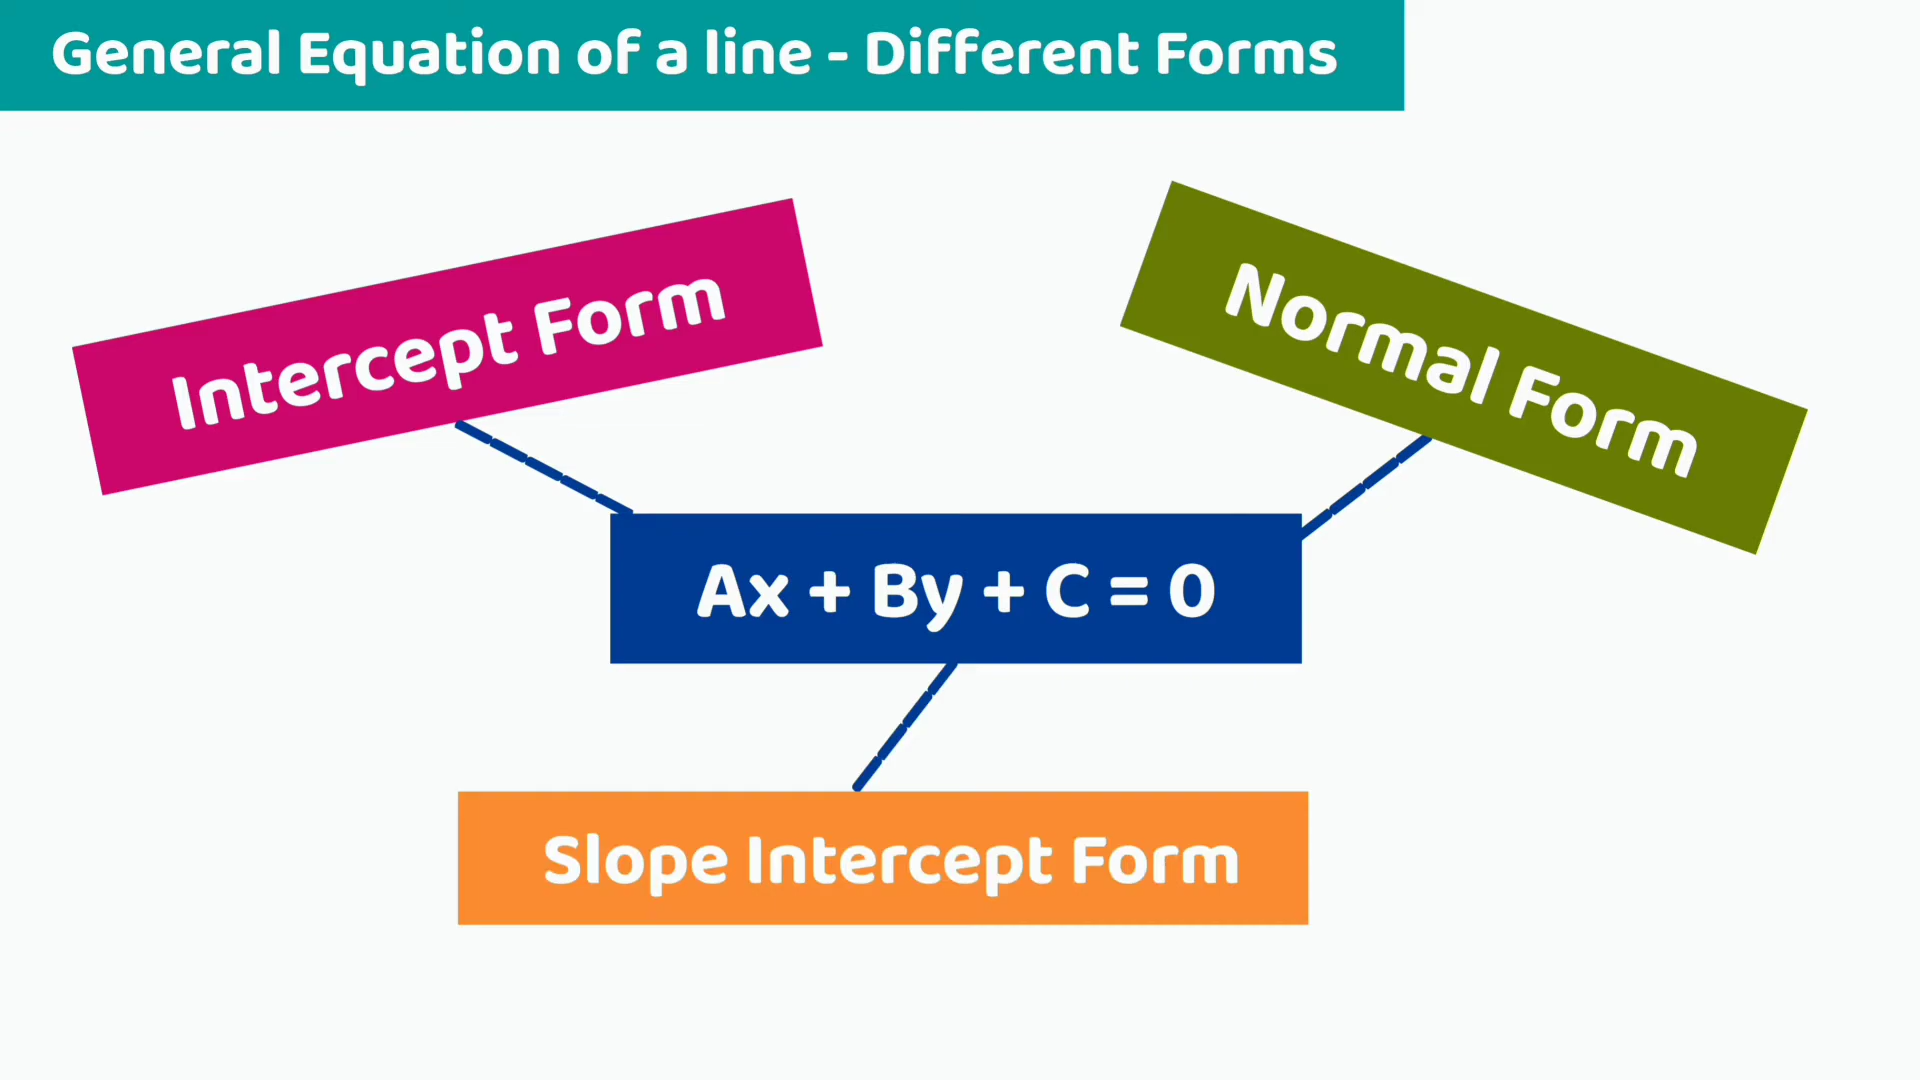 General Equation of a line - Different Forms
Intercept Form
Normal Form
Ax + By + C = 0
Slope Intercept Form